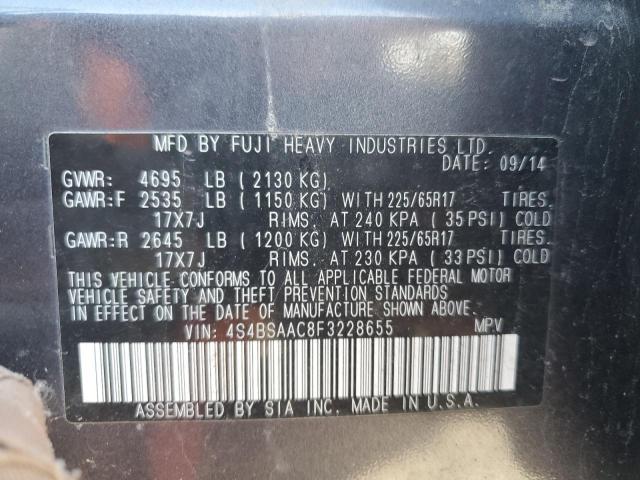 MFD BY FUJI HEAVY INDUSTRIES LTD.
DATE: 09/14
GVWR: 4695 LB ( 2130 KG)
GAWR:F 2535 LB ( 1150 KG) WITH 225/65R17 TIRES.
17X7J RIMS. AT 240 KPA ( 35 PSI) COLD
GAWR:R 2645 LB ( 1200 KG) WITH 225/65R17 TIRES.
17X7J RIMS. AT 230 KPA ( 33 PSI) COLD
THIS VEHICLE CONFORMS TO ALL APPLICABLE FEDERAL MOTOR
VEHICLE SAFETY AND THEFT PREVENTION STANDARDS
IN EFFECT ON THE DATE OF MANUFACTURE SHOWN ABOVE.
VIN: 4S4BSAAC8F3228655 MPV
ASSEMBLED BY SIA INC. MADE IN U.S.A.